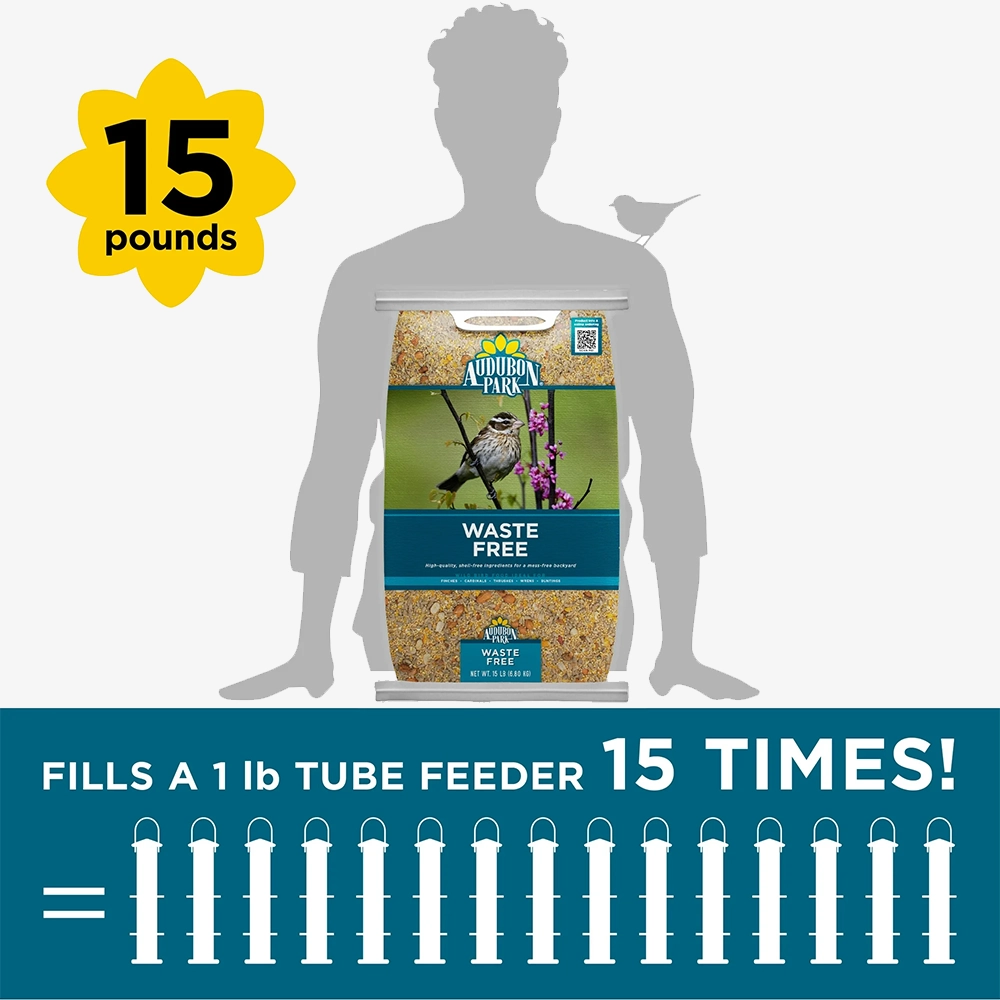 15
pounds
Product info &
AUDUBON
PARK
WASTE
FREE
High-quality, shell-free ingredients for a mess-free backyard
FINCHES • CARDINALS • THRUSHES • WRENS • BUNTINGS
AUDUBON
PARK
WASTE
FREE
NET WT. 15 LB (6.80 KG)
FILLS A 1 lb TUBE FEEDER 15 TIMES!
=